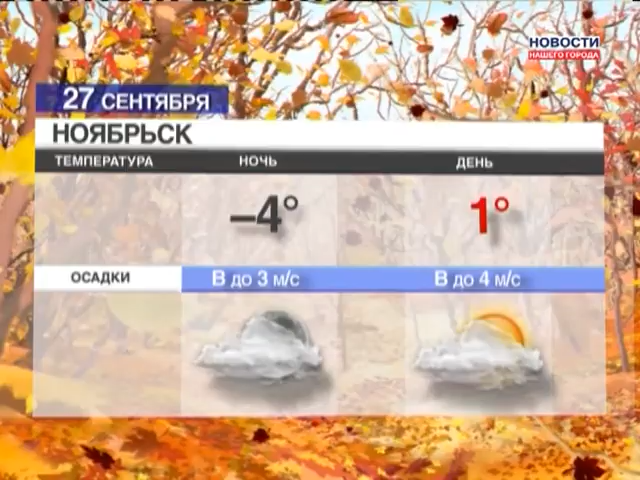 НОВОСТИ
НАШЕГО ГОРОДА
27 СЕНТЯБРЯ
НОЯБРЬСК
ТЕМПЕРАТУРА НОЧЬ ДЕНЬ
–4° 1°
ОСАДКИ В до 3 м/с В до 4 м/с